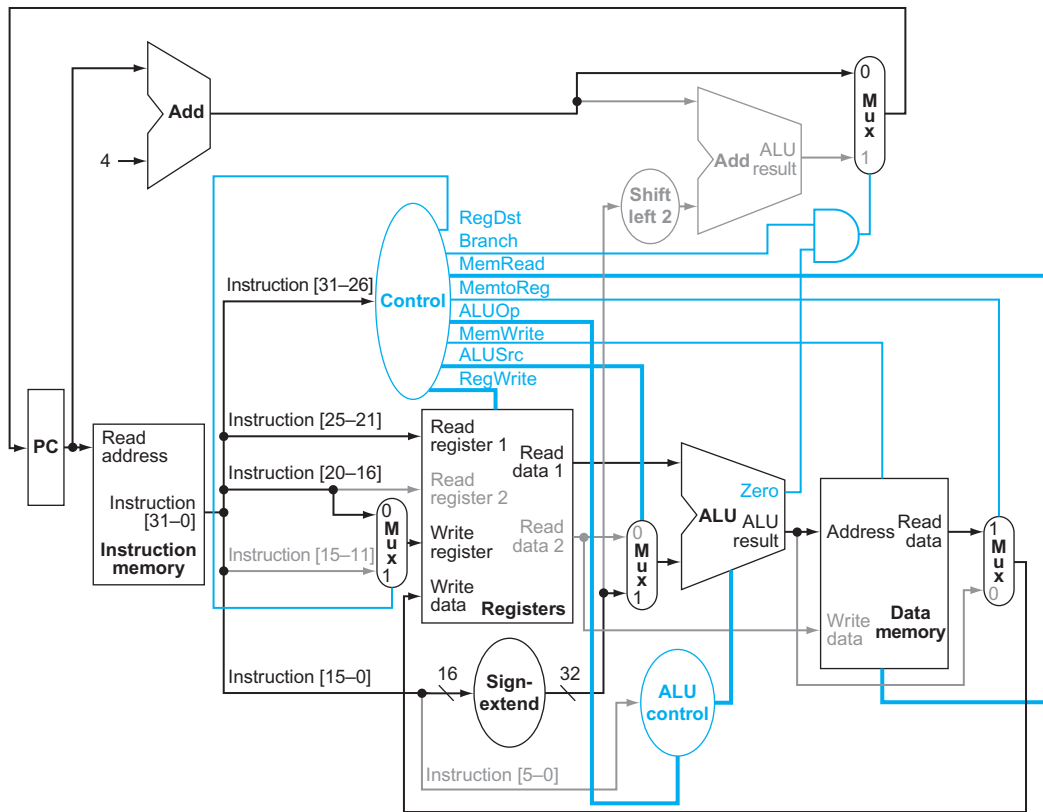 0
M
u
x
1
Add
4
Add
ALU
result
Shift
left 2
RegDst
Branch
MemRead
MemtoReg
ALUOp
MemWrite
ALUSrc
RegWrite
Control
Instruction [31–26]
Instruction [25–21]
Instruction [20–16]
Instruction [15–11]
Instruction [15–0]
Instruction [5–0]
PC
Read
address
Instruction
[31–0]
Instruction
memory
0
M
u
x
1
Read
register 1
Read
register 2
Write
register
Write
data
Read
data 1
Read
data 2
Registers
0
M
u
x
1
Zero
ALU
ALU
result
Address
Read
data
Write
data
Data
memory
1
M
u
x
0
16
Sign-
extend
32
ALU
control